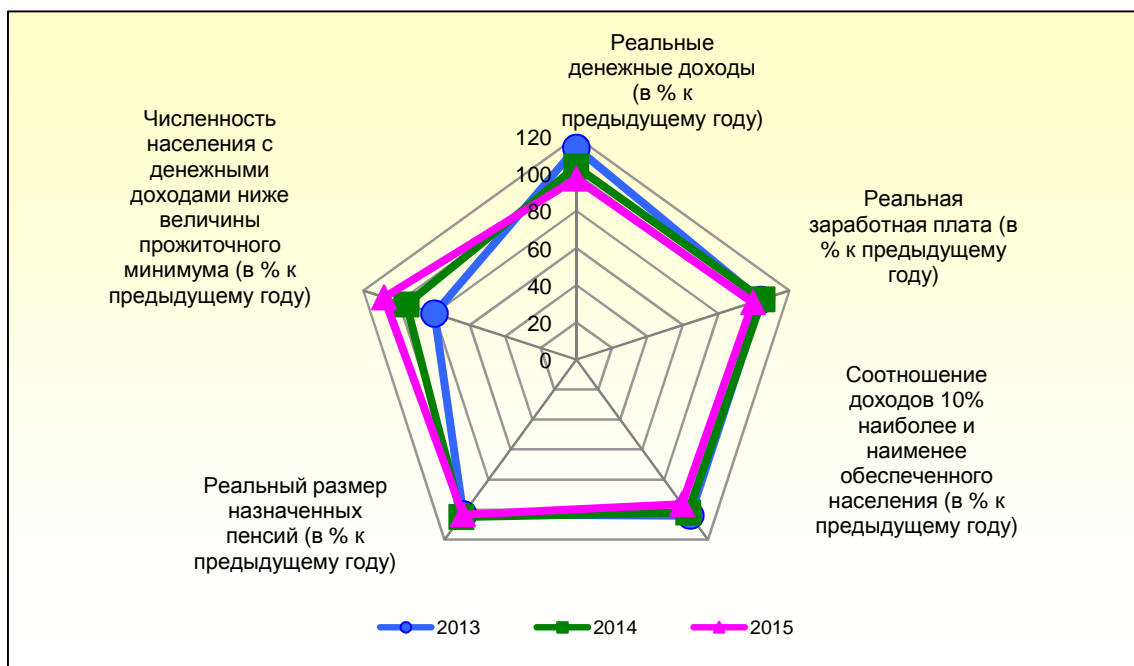 Реальные
денежные доходы
(в % к
предыдущему году)
Численность
населения с
денежными
доходами ниже
величины
прожиточного
минимума (в % к
предыдущему году)
120
100
80
60
40
20
0
Реальная
заработная плата (в
% к предыдущему
году)
Соотношение
доходов 10%
наиболее и
наименее
обеспеченного
населения (в % к
предыдущему году)
Реальный размер
назначенных
пенсий (в % к
предыдущему году)
2013 2014 2015